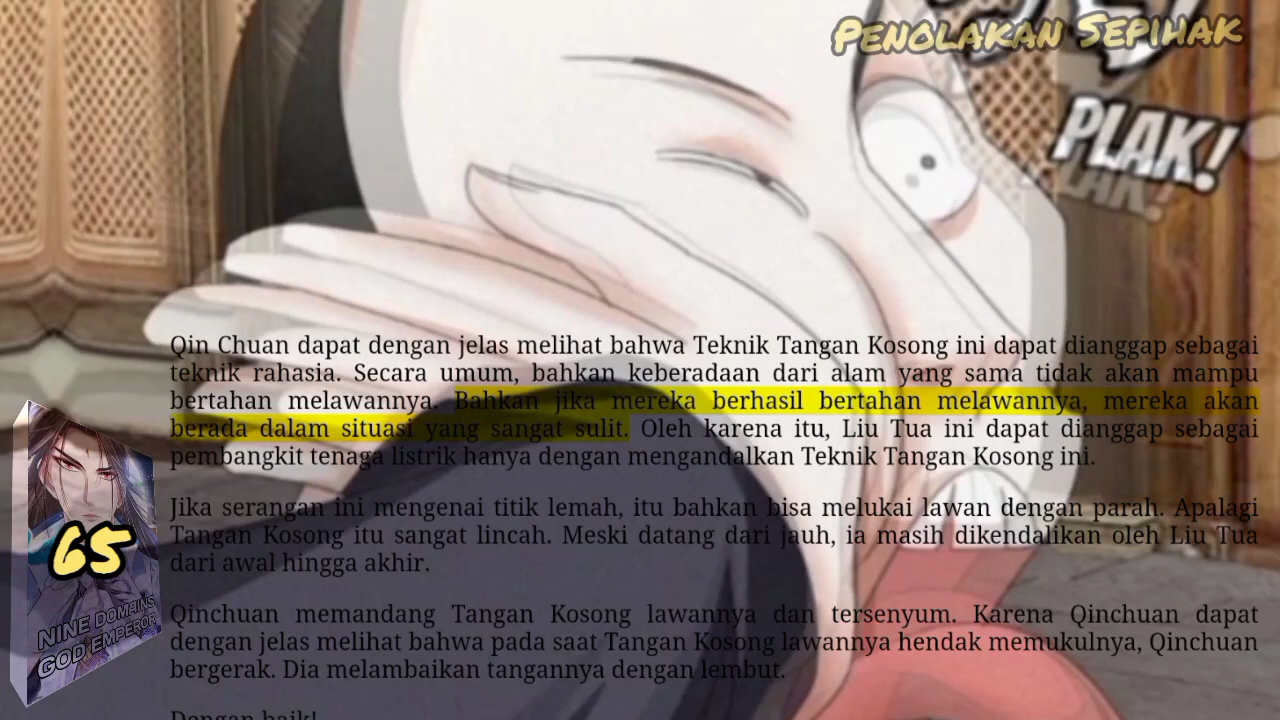 Penolakan Sepihak
PLAK!
Qin Chuan dapat dengan jelas melihat bahwa Teknik Tangan Kosong ini dapat dianggap sebagai
teknik rahasia. Secara umum, bahkan keberadaan dari alam yang sama tidak akan mampu
bertahan melawannya. Bahkan jika mereka berhasil bertahan melawannya, mereka akan
berada dalam situasi yang sangat sulit. Oleh karena itu, Liu Tua ini dapat dianggap sebagai
pembangkit tenaga listrik hanya dengan mengandalkan Teknik Tangan Kosong ini.
Jika serangan ini mengenai titik lemah, itu bahkan bisa melukai lawan dengan parah. Apalagi
Tangan Kosong itu sangat lincah. Meski datang dari jauh, ia masih dikendalikan oleh Liu Tua
dari awal hingga akhir.
Qinchuan memandang Tangan Kosong lawannya dan tersenyum. Karena Qinchuan dapat
dengan jelas melihat bahwa pada saat Tangan Kosong lawannya hendak memukulnya, Qinchuan
bergerak. Dia melambaikan tangannya dengan lembut.
Dengan baik!
65
NINE DOMAINS
GOD EMPEROR